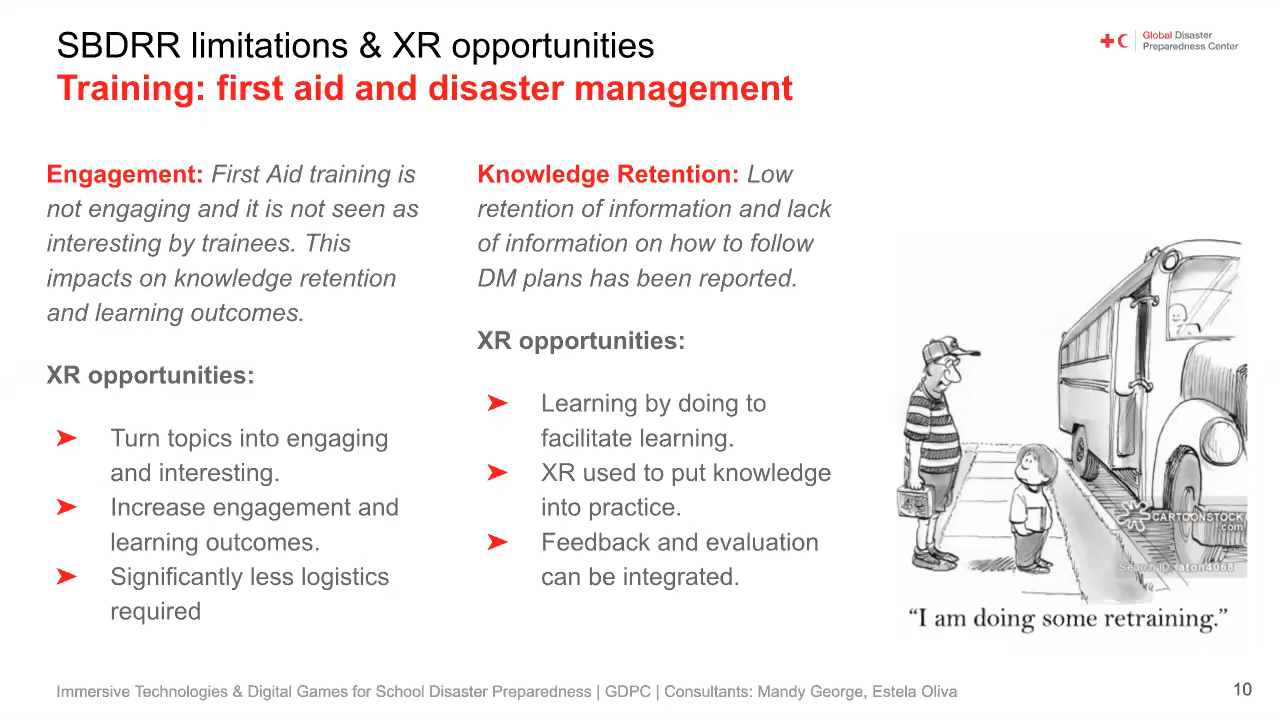 SBDRR limitations & XR opportunities
Training: first aid and disaster management
Global Disaster
Preparedness Center
Engagement: First Aid training is
not engaging and it is not seen as
interesting by trainees. This
impacts on knowledge retention
and learning outcomes.
XR opportunities:
➤ Turn topics into engaging
and interesting.
➤ Increase engagement and
learning outcomes.
➤ Significantly less logistics
required
Knowledge Retention: Low
retention of information and lack
of information on how to follow
DM plans has been reported.
XR opportunities:
➤ Learning by doing to
facilitate learning.
➤ XR used to put knowledge
into practice.
➤ Feedback and evaluation
can be integrated.
CARTOONSTOCK
.com
Search ID: aton4068
“I am doing some retraining.”
Immersive Technologies & Digital Games for School Disaster Preparedness | GDPC | Consultants: Mandy George, Estela Oliva
10